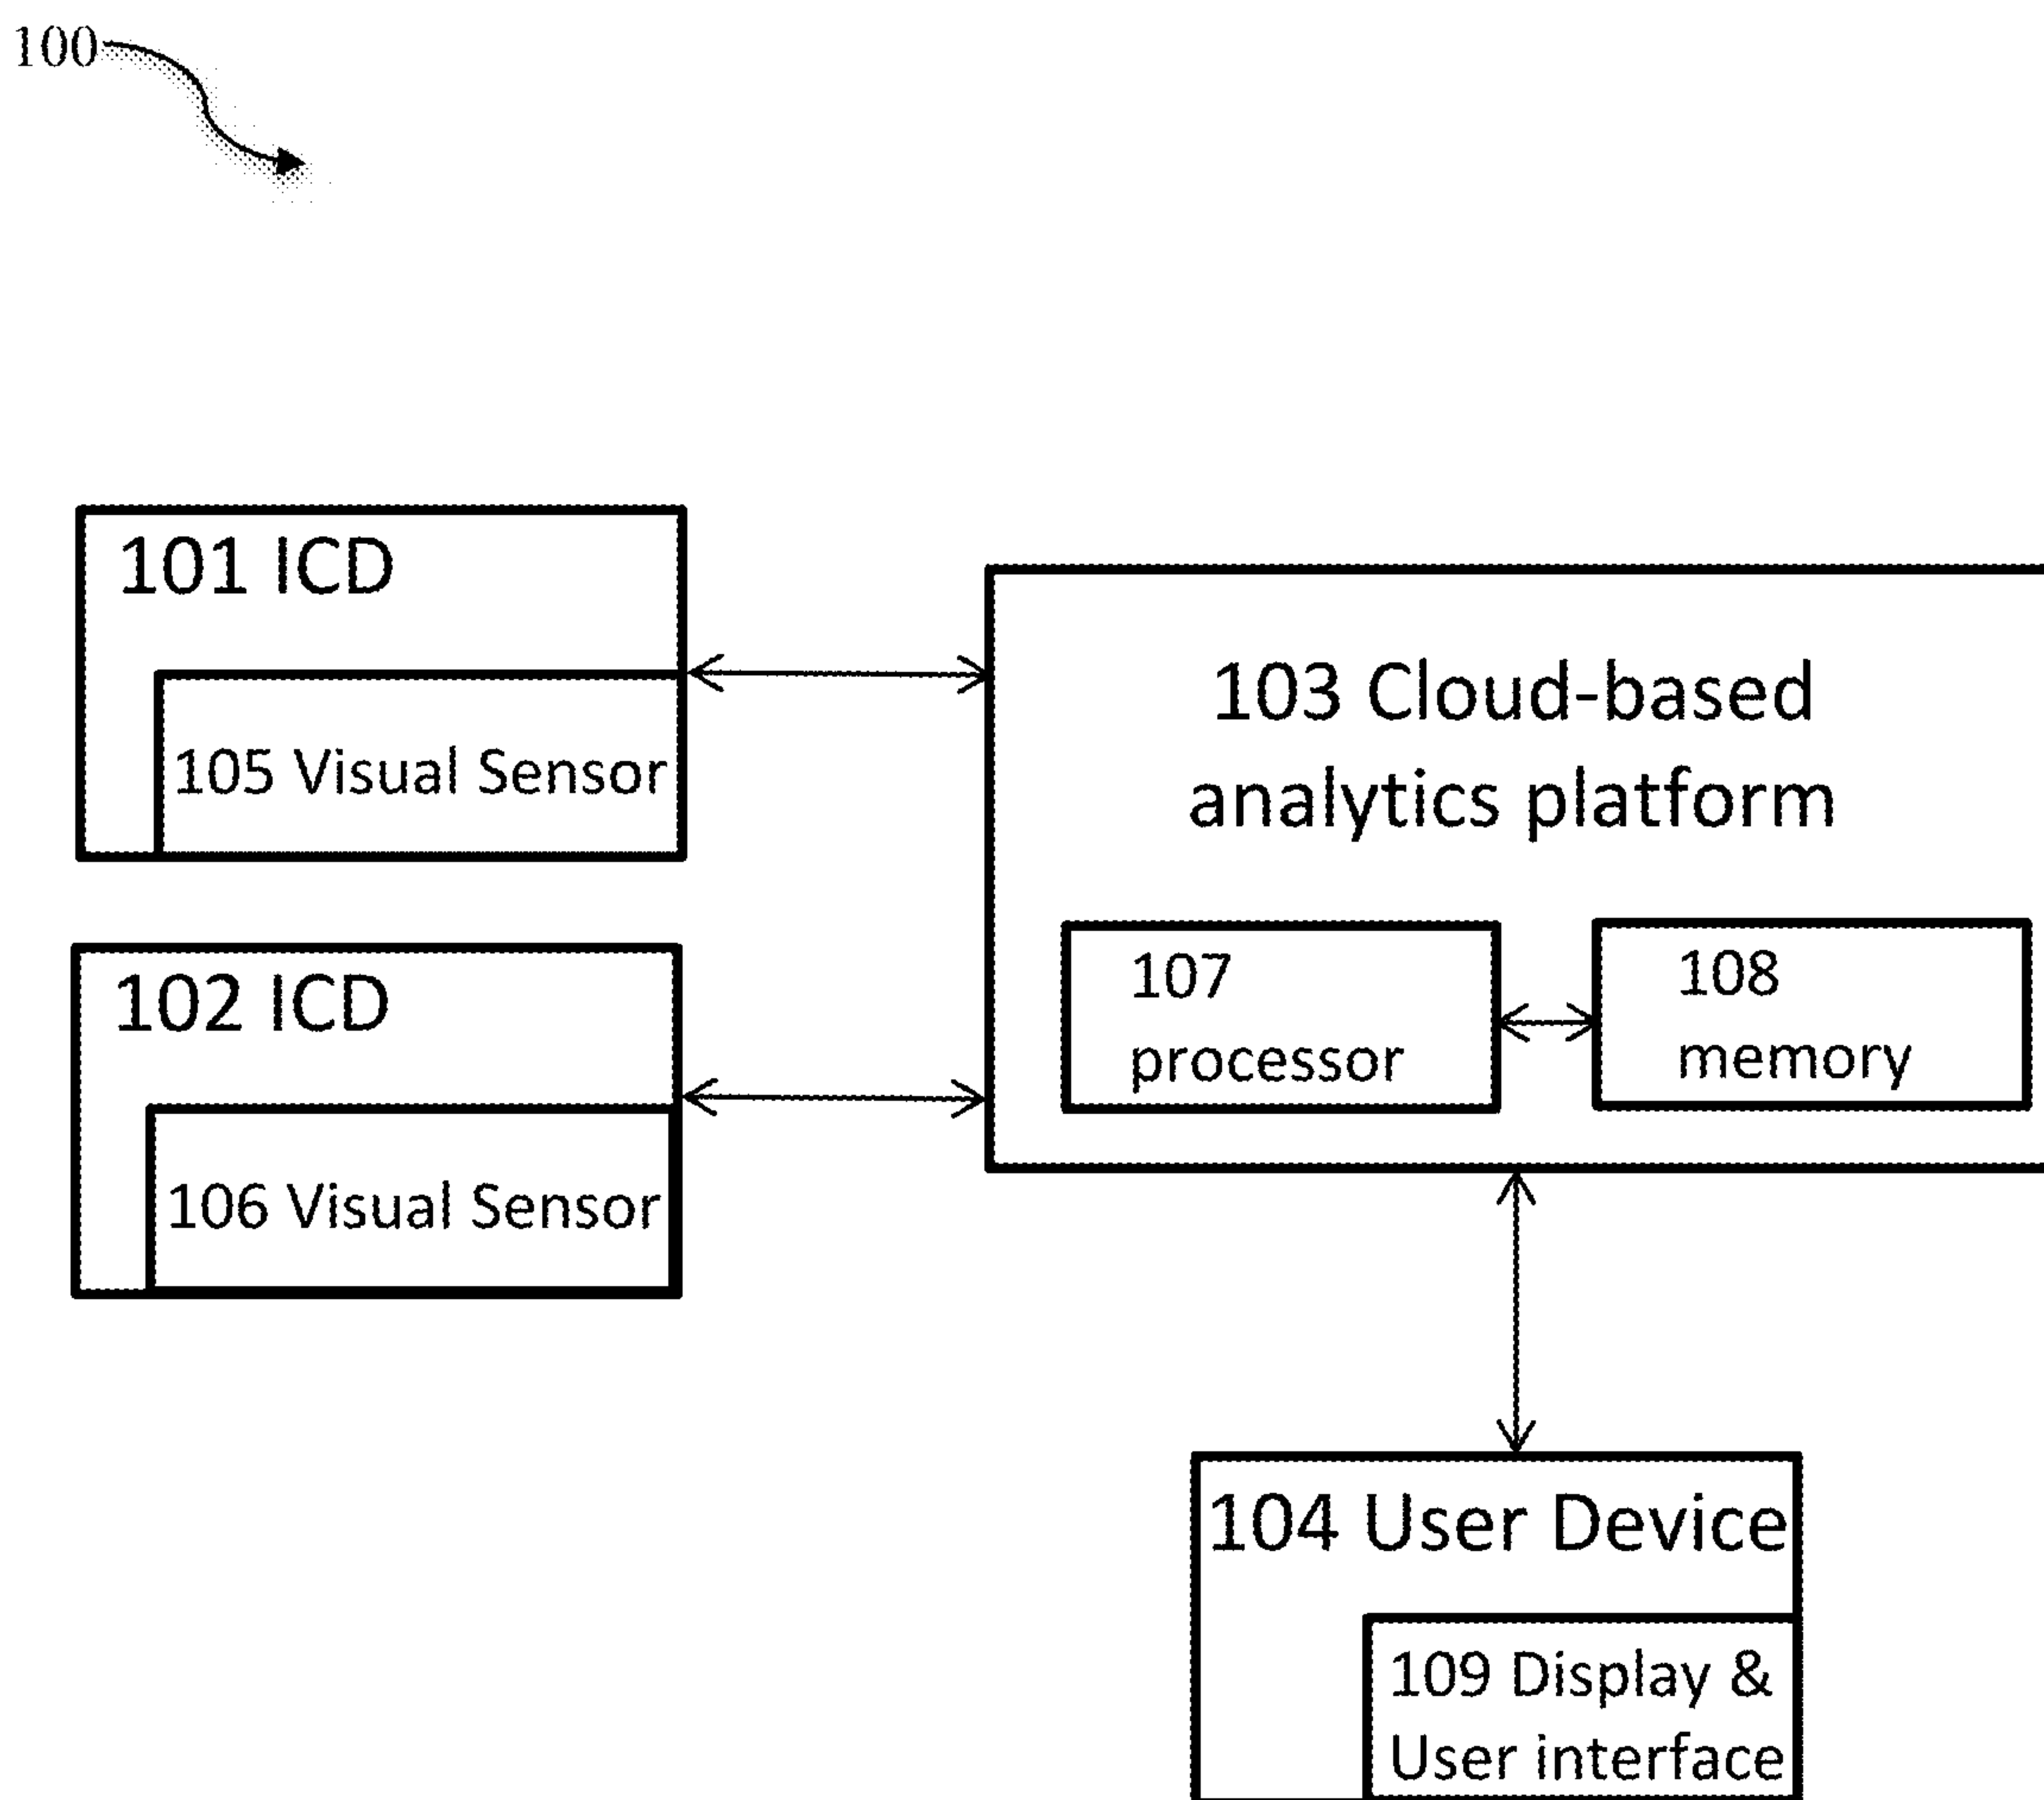 100
101 ICD
105 Visual Sensor
102 ICD
106 Visual Sensor
103 Cloud-based
analytics platform
107
processor
108
memory
104 User Device
109 Display &
User interface